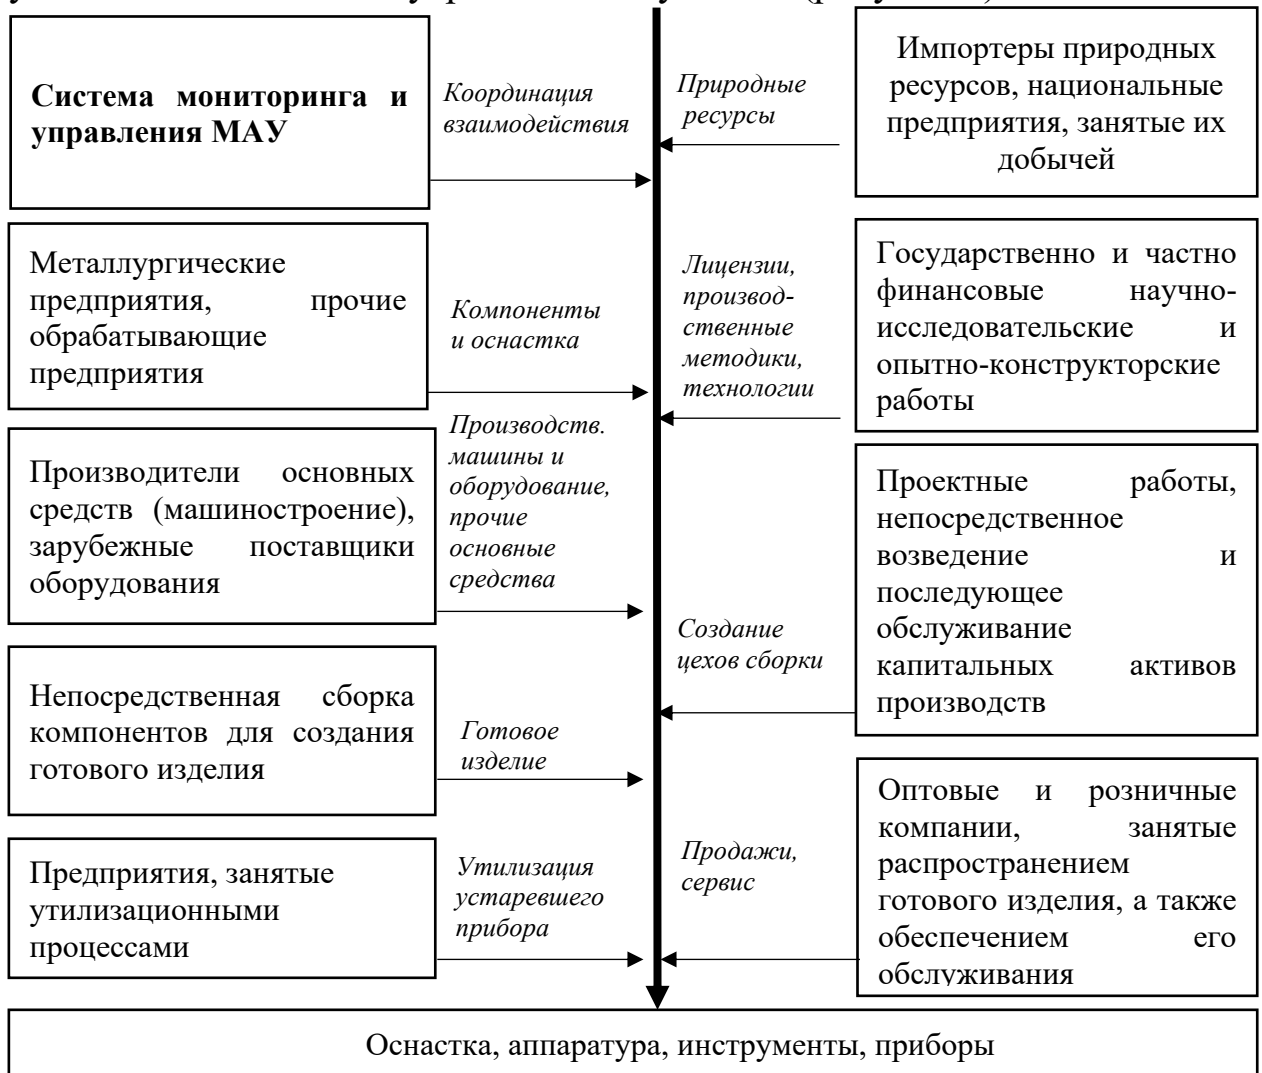 Система мониторинга и
управления МАУ
Координация
взаимодействия
Природные
ресурсы
Импортеры природных
ресурсов, национальные
предприятия, занятые их
добычей
Металлургические
предприятия, прочие
обрабатывающие
предприятия
Компоненты
и оснастка
Лицензии,
производ-
ственные
методики,
технологии
Государственно и частно
финансовые научно-
исследовательские и
опытно-конструкторские
работы
Производители основных
средств (машиностроение),
зарубежные поставщики
оборудования
Производств.
машины и
оборудование,
прочие
основные
средства
Создание
цехов сборки
Проектные работы,
непосредственное
возведение и
последующее
обслуживание
капитальных активов
производств
Непосредственная сборка
компонентов для создания
готового изделия
Готовое
изделие
Продажи,
сервис
Оптовые и розничные
компании, занятые
распространением
готового изделия, а также
обеспечением его
обслуживания
Предприятия, занятые
утилизационными
процессами
Утилизация
устаревшего
прибора
Оснастка, аппаратура, инструменты, приборы